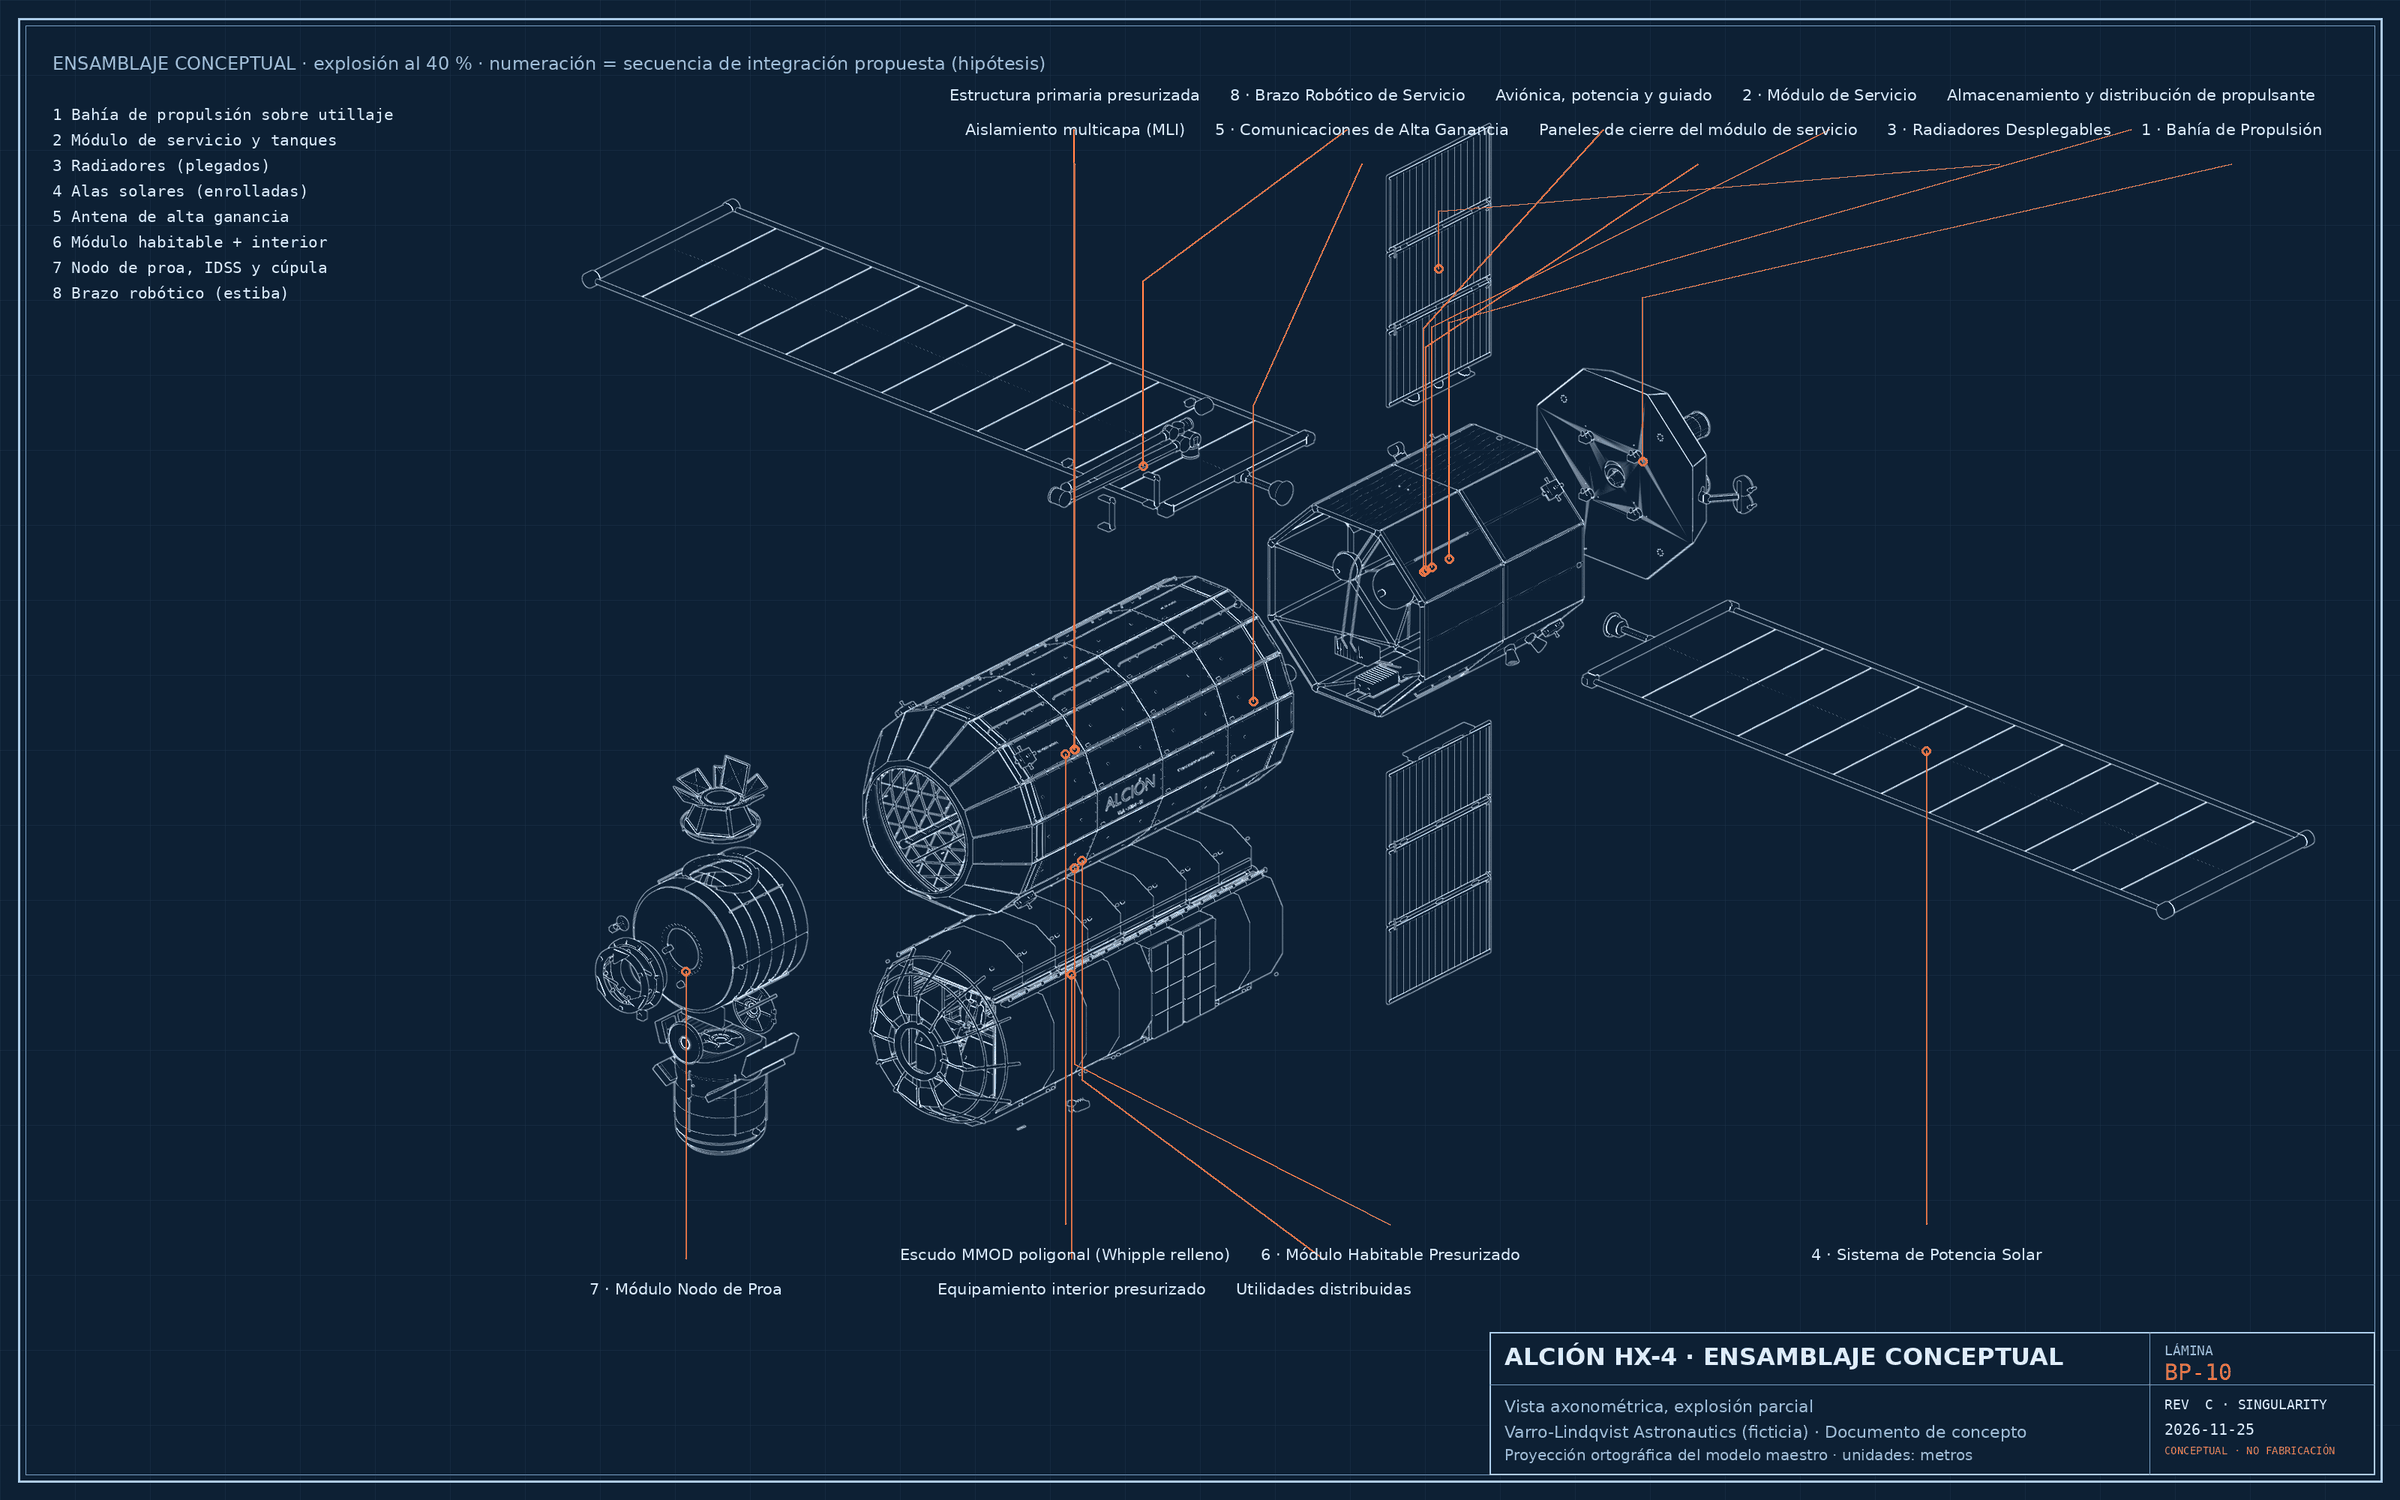 ENSAMBLAJE CONCEPTUAL · explosión al 40 % · numeración = secuencia de integración propuesta (hipótesis)
1 Bahía de propulsión sobre utillaje
2 Módulo de servicio y tanques
3 Radiadores (plegados)
4 Alas solares (enrolladas)
5 Antena de alta ganancia
6 Módulo habitable + interior
7 Nodo de proa, IDSS y cúpula
8 Brazo robótico (estiba)
Estructura primaria presurizada
8 · Brazo Robótico de Servicio
Aviónica, potencia y guiado
2 · Módulo de Servicio
Almacenamiento y distribución de propulsante
Aislamiento multicapa (MLI)
5 · Comunicaciones de Alta Ganancia
Paneles de cierre del módulo de servicio
3 · Radiadores Desplegables
1 · Bahía de Propulsión
ALCIÓN
Escudo MMOD poligonal (Whipple relleno)
6 · Módulo Habitable Presurizado
4 · Sistema de Potencia Solar
7 · Módulo Nodo de Proa
Equipamiento interior presurizado
Utilidades distribuidas
ALCIÓN HX-4 · ENSAMBLAJE CONCEPTUAL
Vista axonométrica, explosión parcial
Varro-Lindqvist Astronautics (ficticia) · Documento de concepto
Proyección ortográfica del modelo maestro · unidades: metros
LÁMINA
BP-10
REV C · SINGULARITY
2026-11-25
CONCEPTUAL · NO FABRICACIÓN